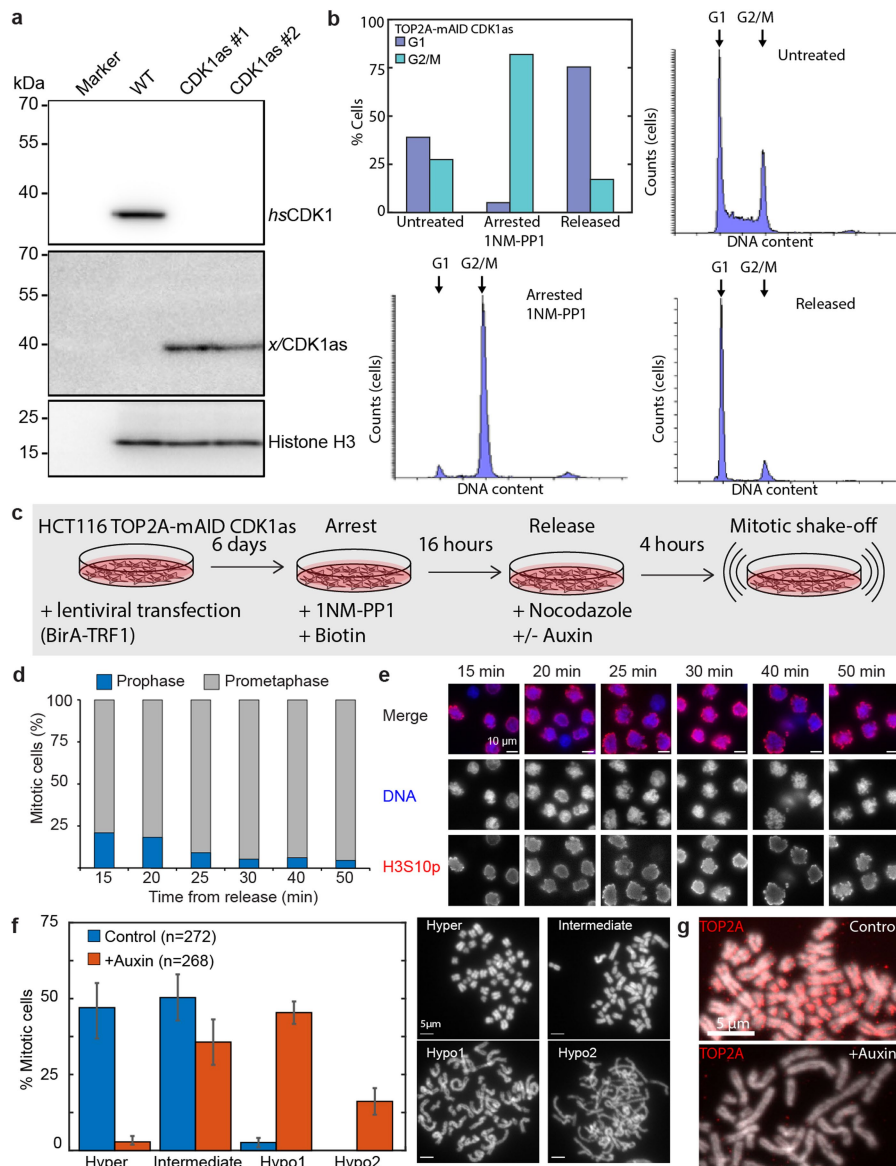 a
kDa
Marker
WT
CDK1as #1
CDK1as #2
70
55
40
hsCDK1
70
55
40
x/CDK1as
25
15
Histone H3
b
100
75
50
25
0
% Cells
TOP2A-mAID CDK1as
G1
G2/M
Untreated
Arrested
1NM-PP1
Released
G1
G2/M
Untreated
Counts (cells)
DNA content
G1
G2/M
Arrested
1NM-PP1
Counts (cells)
DNA content
G1
G2/M
Released
Counts (cells)
DNA content
c
HCT116 TOP2A-mAID CDK1as
6 days
Arrest
16 hours
Release
4 hours
Mitotic shake-off
+ lentiviral transfection
(BirA-TRF1)
+ 1NM-PP1
+ Biotin
+ Nocodazole
+/- Auxin
d
Prophase
Prometaphase
100
75
50
25
Mitotic cells (%)
15
20
25
30
40
50
Time from release (min)
e
15 min
20 min
25 min
30 min
40 min
50 min
Merge
10 µm
DNA
H3S10p
f
75
50
25
0
% Mitotic cells
Control (n=272)
+Auxin (n=268)
Hyper
Intermediate
Hypo1
Hypo2
Hyper
5µm
Intermediate
Hypo1
Hypo2
g
TOP2A
Control
5 µm
TOP2A
+Auxin